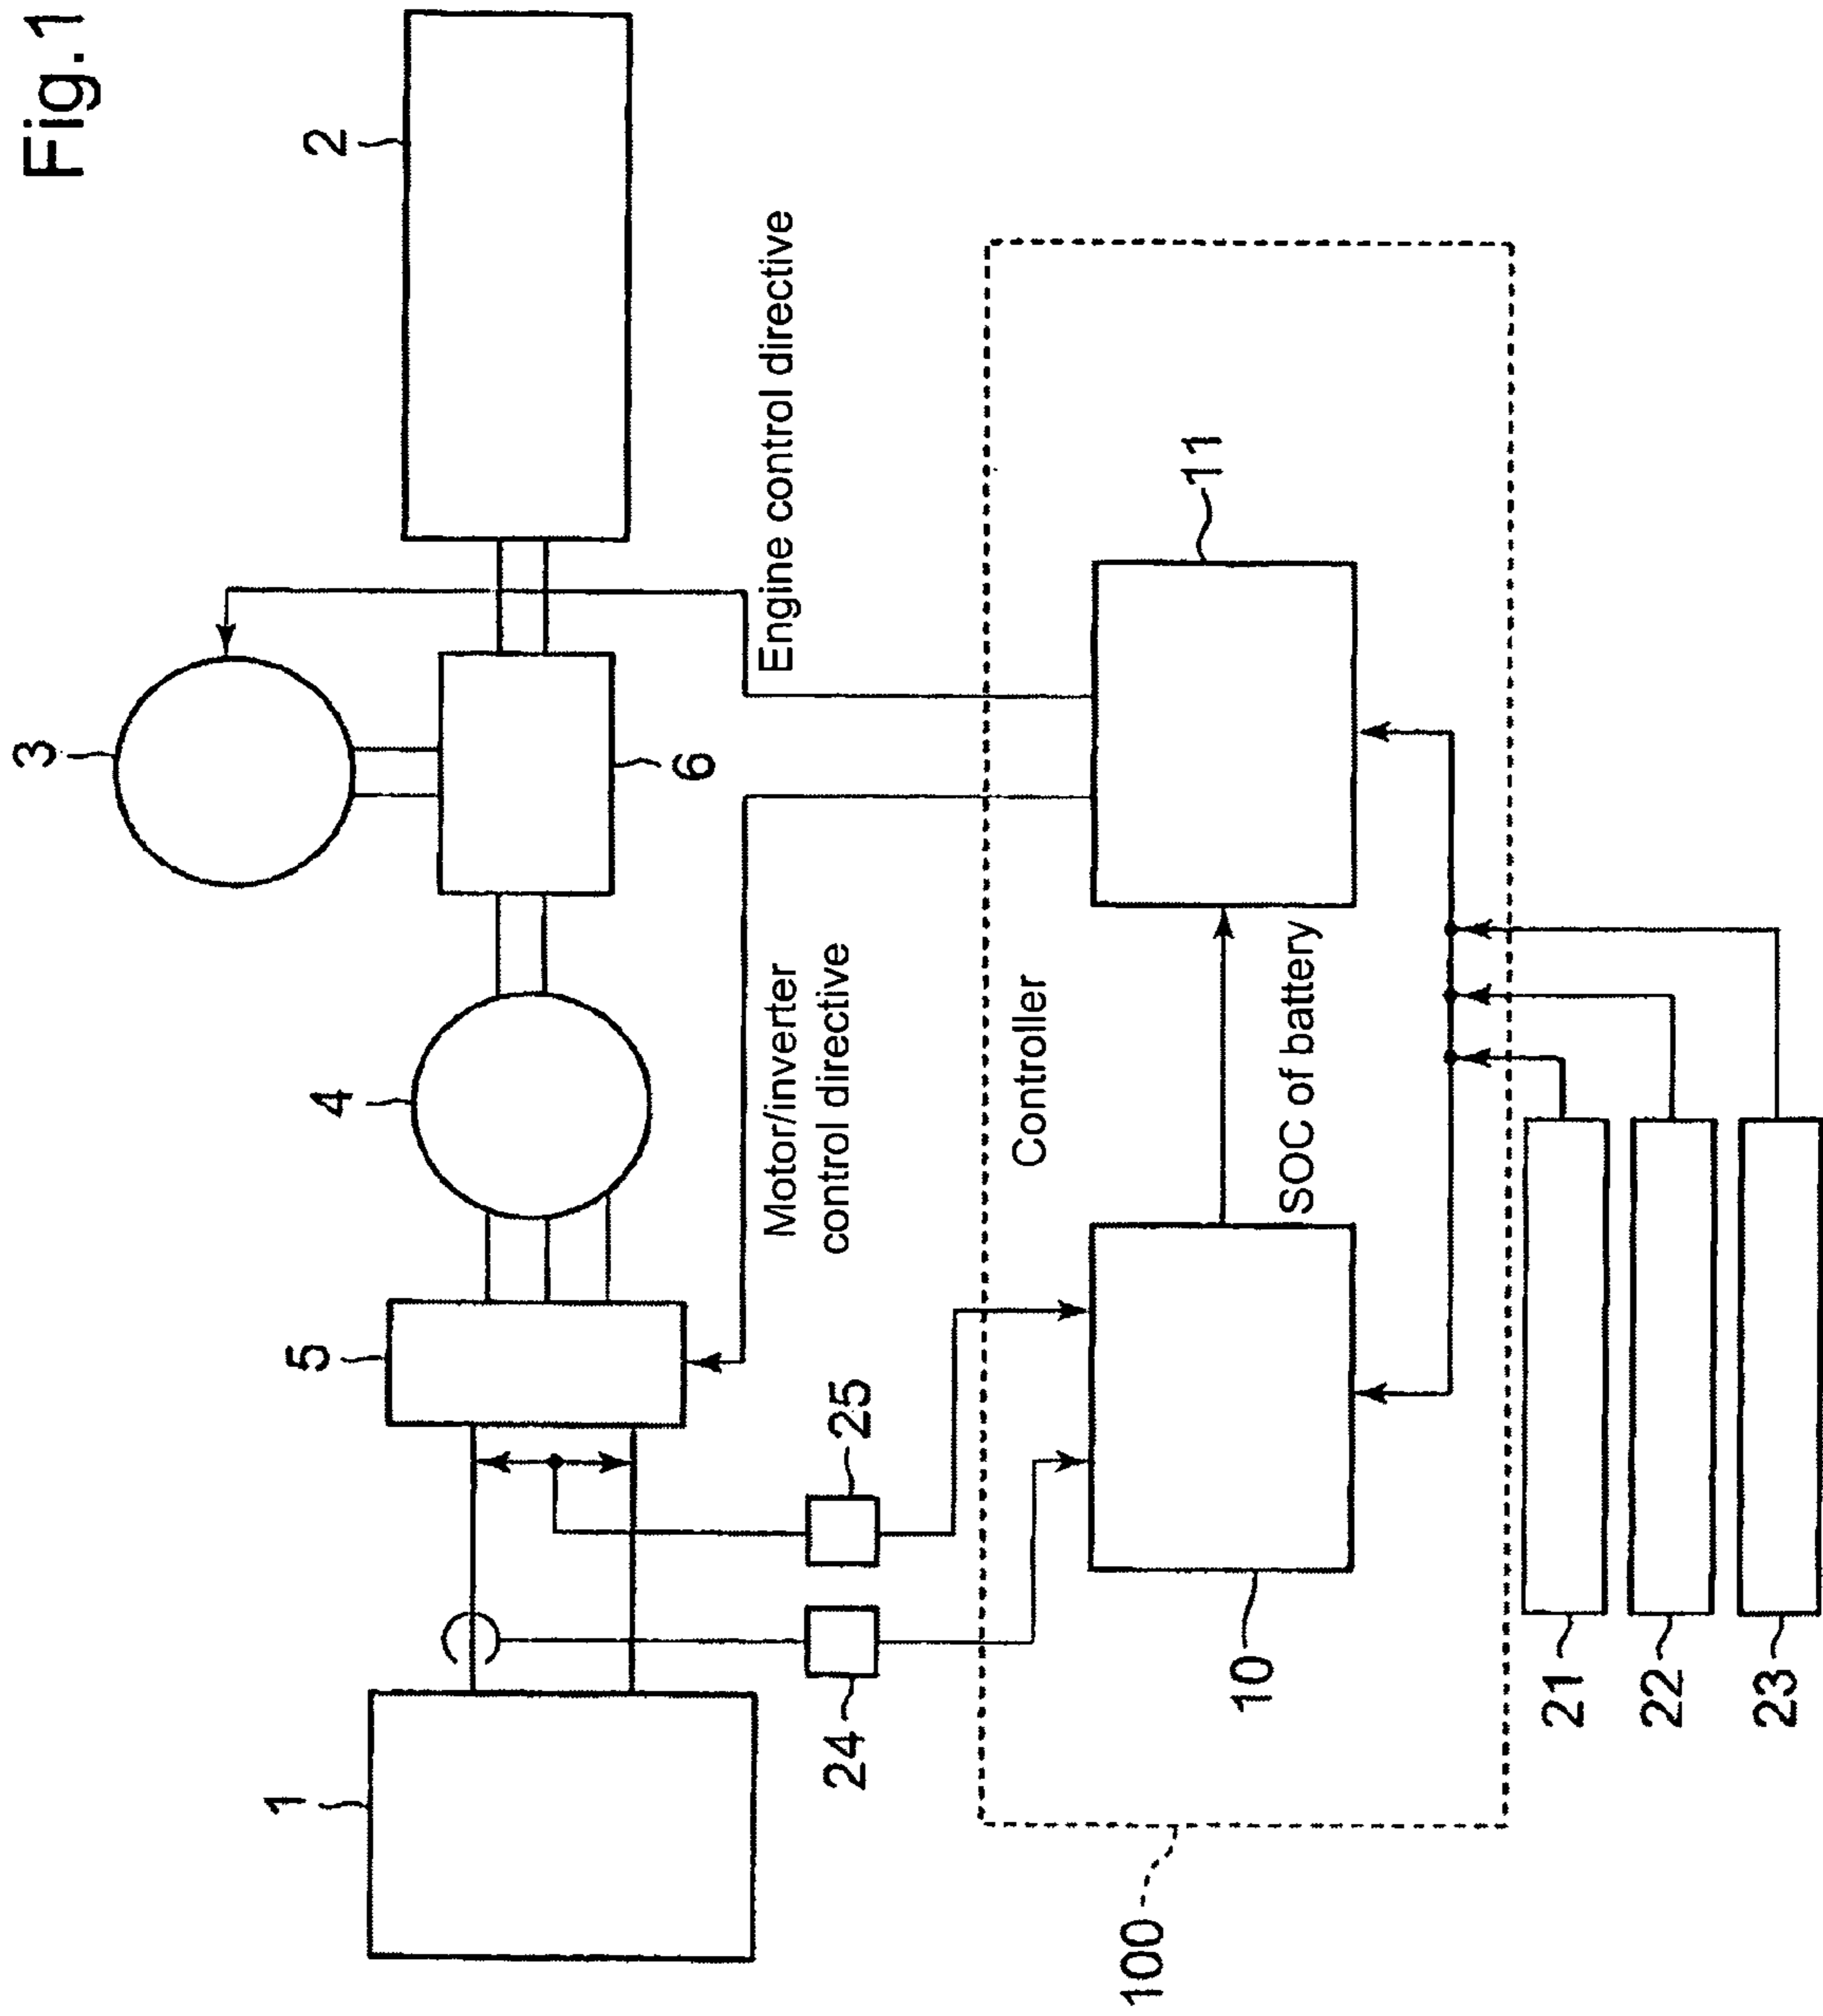 Fig.1
3
2
4
6
5
1
Engine control directive
Motor/inverter
control directive
25
24
Controller
11
SOC of battery
10
100
21
22
23